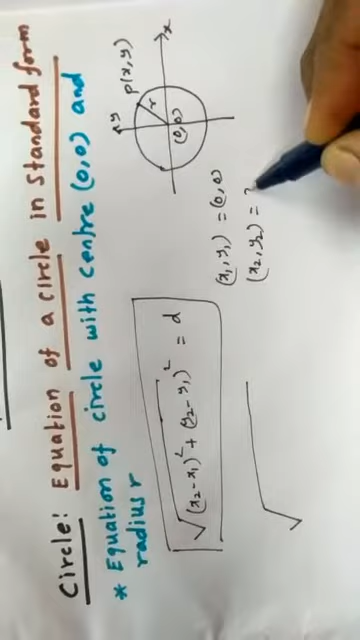 Circle: Equation of a circle in standard form
* Equation of circle with centre (0,0) and
radius r
√(x₂-x₁)² + (y₂-y₁)² = d
y
P(x,y)
r
x
(0,0)
(x₁, y₁) = (0, 0)
(x₂, y₂) = ?
√